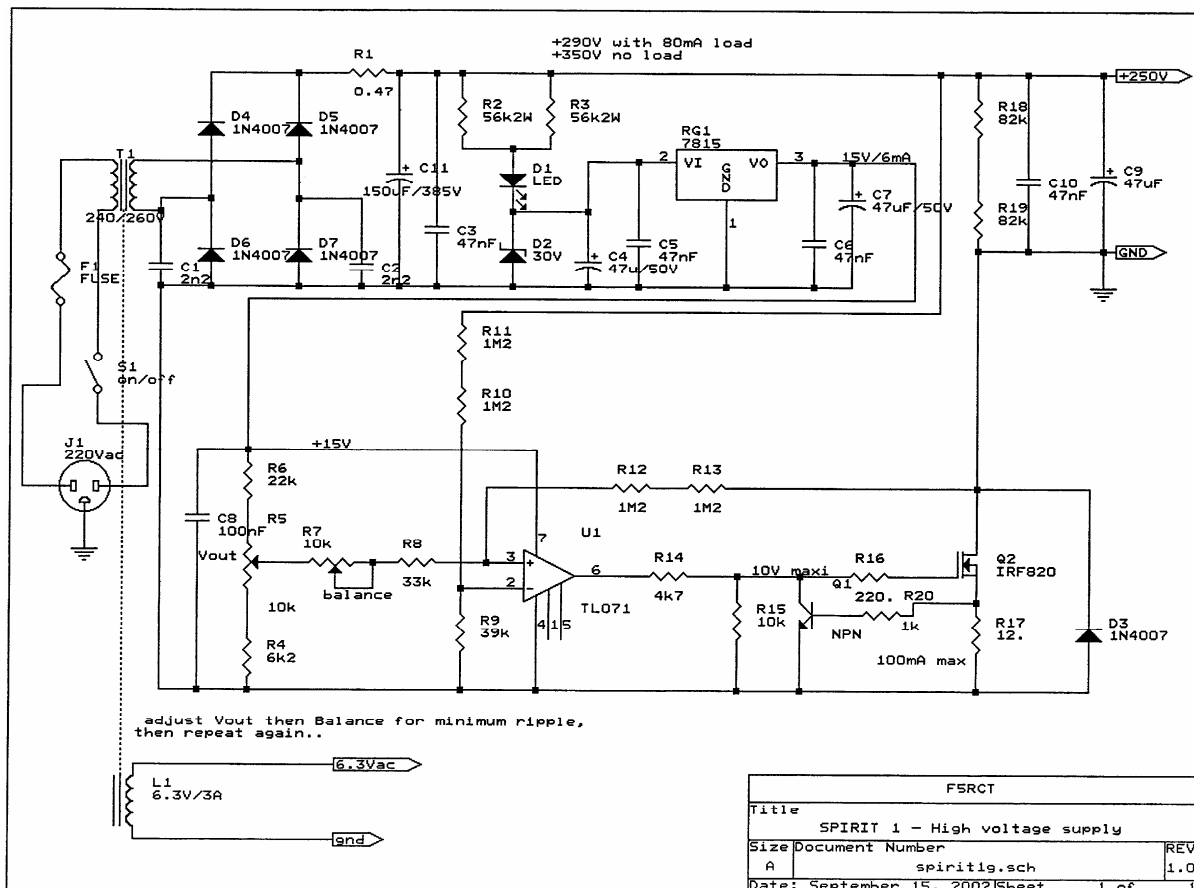 +290V with 80mA load
+350V no load
R1
0.47
+250V
D4
1N4007
D5
1N4007
R2
56k2W
R3
56k2W
R18
82k
RG1
7815
2
VI
GND
VO
3
15V/6mA
1
T1
240/260
C11
150uF/385V
D1
LED
C7
47uF/50V
C10
47nF
C9
47uF
R19
82k
D6
1N4007
D7
1N4007
C3
47nF
D2
30V
C4
47u/50V
C5
47nF
C6
47nF
GND
F1
FUSE
C1
2n2
C2
2n2
R11
1M2
S1
on/off
R10
1M2
J1
220Vac
+15V
R6
22k
R12
1M2
R13
1M2
C8
100nF
R5
Vout
10k
R7
10k
balance
R8
33k
U1
7
3
+
2
-
6
TL071
4
1
5
R14
4k7
10V maxi
Q1
NPN
R16
220.
Q2
IRF820
R20
1k
R9
39k
R15
10k
R17
12.
D3
1N4007
R4
6k2
100mA max
adjust Vout then Balance for minimum ripple,
then repeat again..
6.3Vac
L1
6.3V/3A
gnd
F5RCT
Title
SPIRIT 1 - High voltage supply
Size
Document Number
REV
A
spirit1g.sch
1.0
Date: September 15, 2002
Sheet 1 of